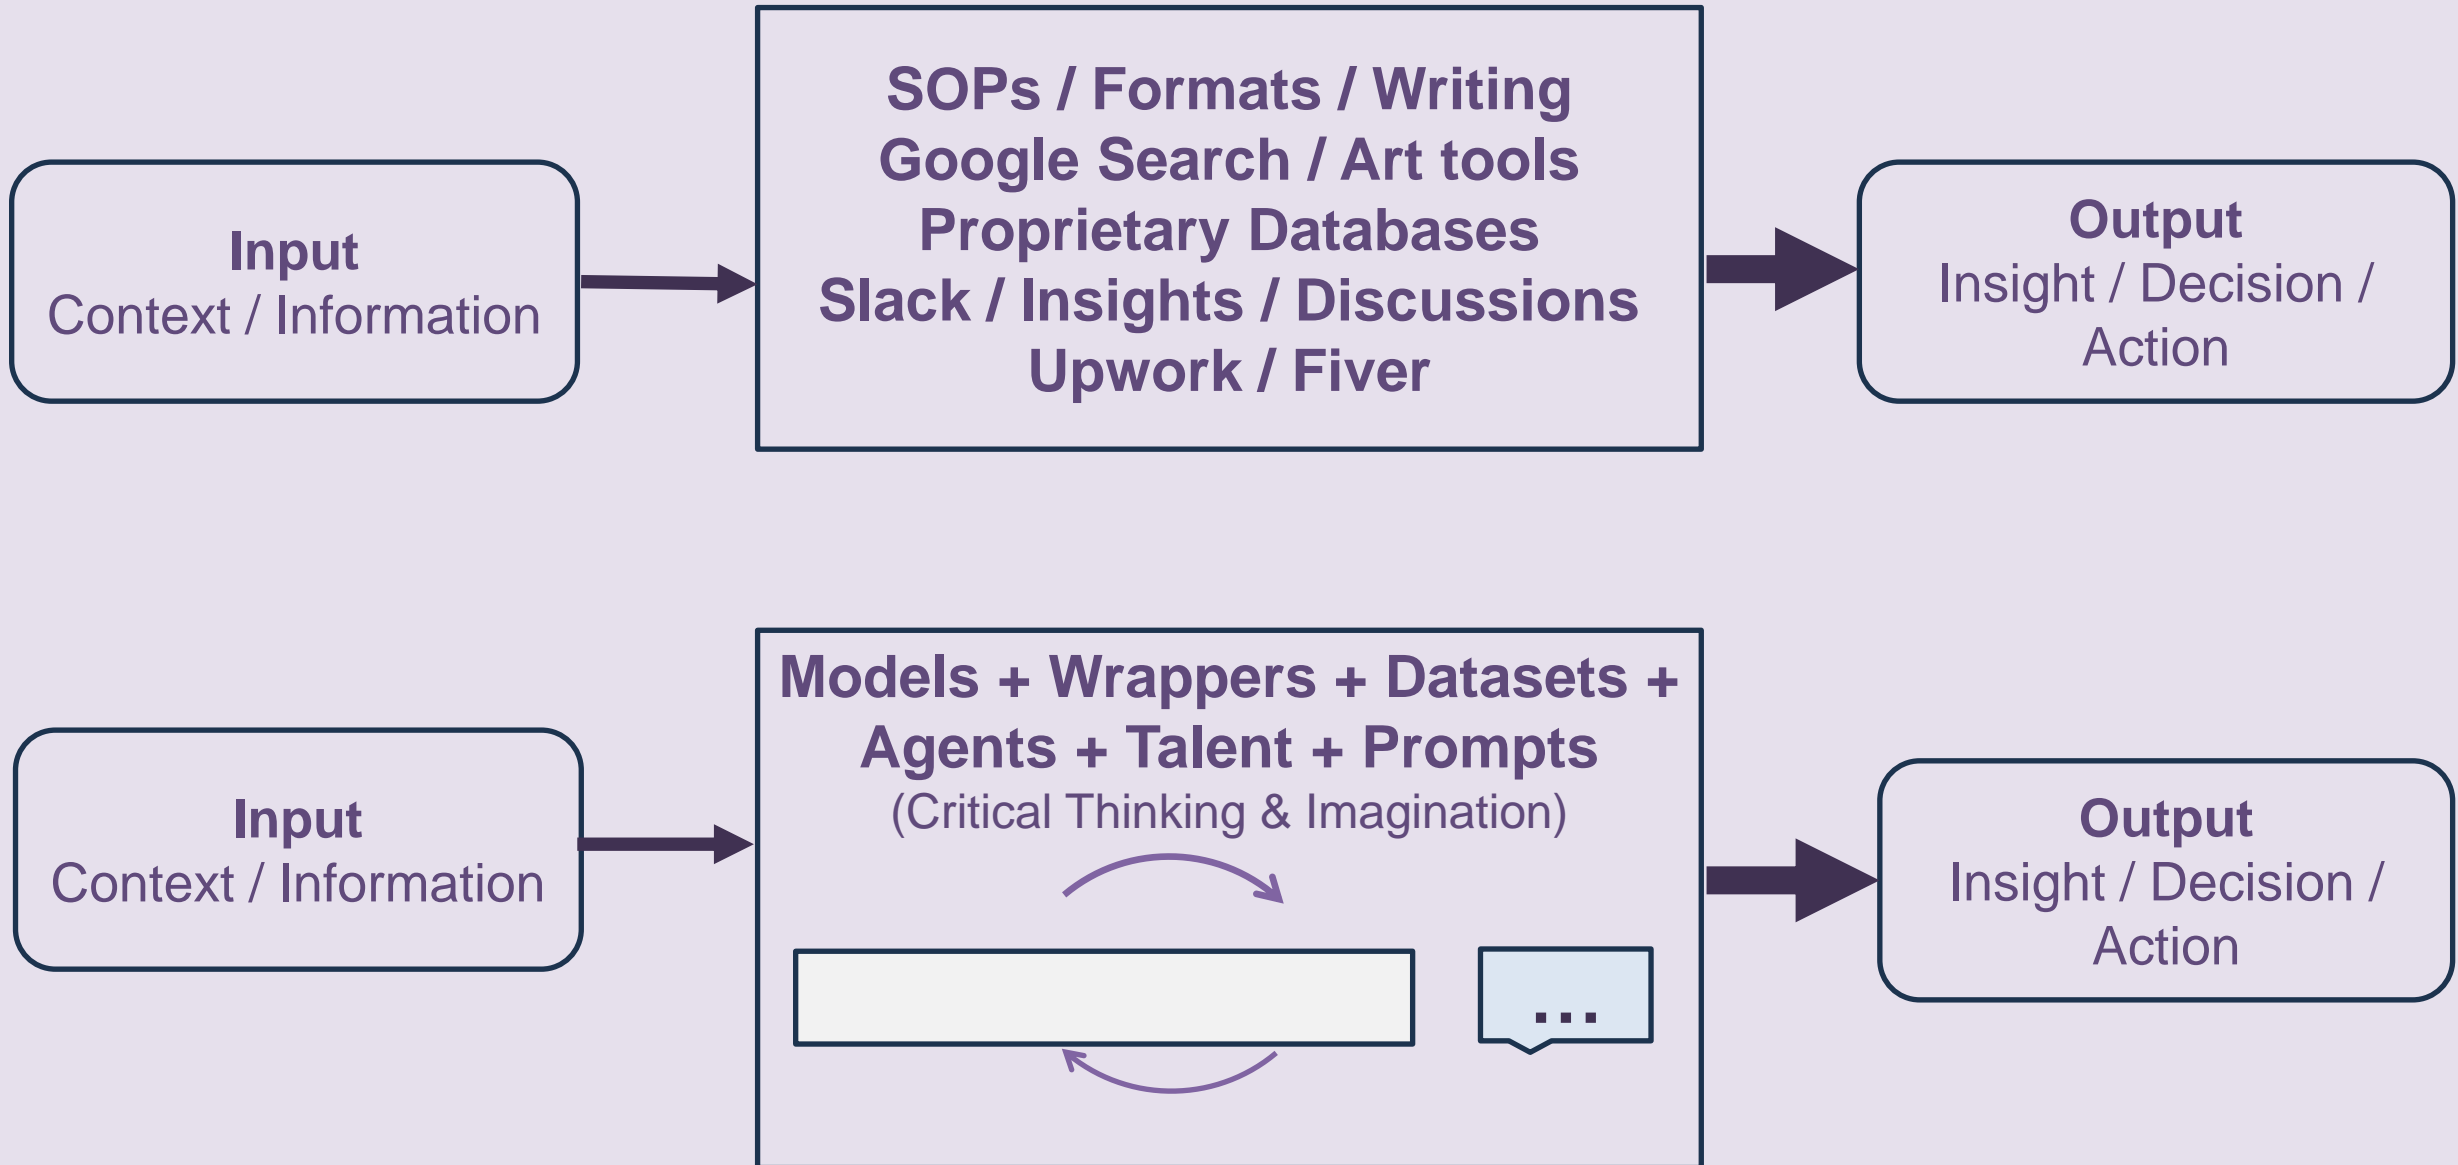 Input
Context / Information
SOPs / Formats / Writing
Google Search / Art tools
Proprietary Databases
Slack / Insights / Discussions
Upwork / Fiver
Output
Insight / Decision /
Action
Input
Context / Information
Models + Wrappers + Datasets +
Agents + Talent + Prompts
(Critical Thinking & Imagination)
...
Output
Insight / Decision /
Action